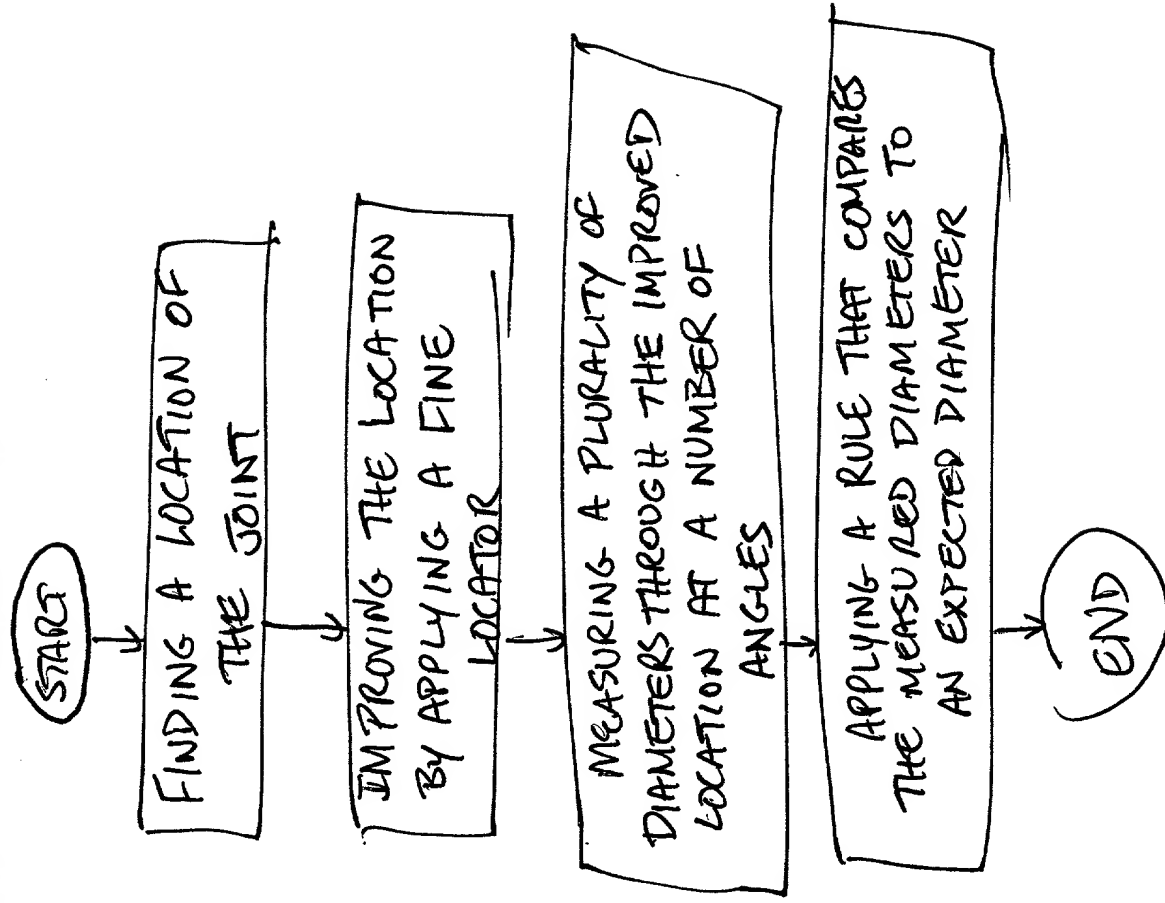 START
FINDING A LOCATION OF
THE JOINT
IMPROVING THE LOCATION
BY APPLYING A FINE
LOCATOR
MEASURING A PLURALITY OF
DIAMETERS THROUGH THE IMPROVED
LOCATION AT A NUMBER OF
ANGLES
APPLYING A RULE THAT COMPARES
THE MEASURED DIAMETERS TO
AN EXPECTED DIAMETER
END